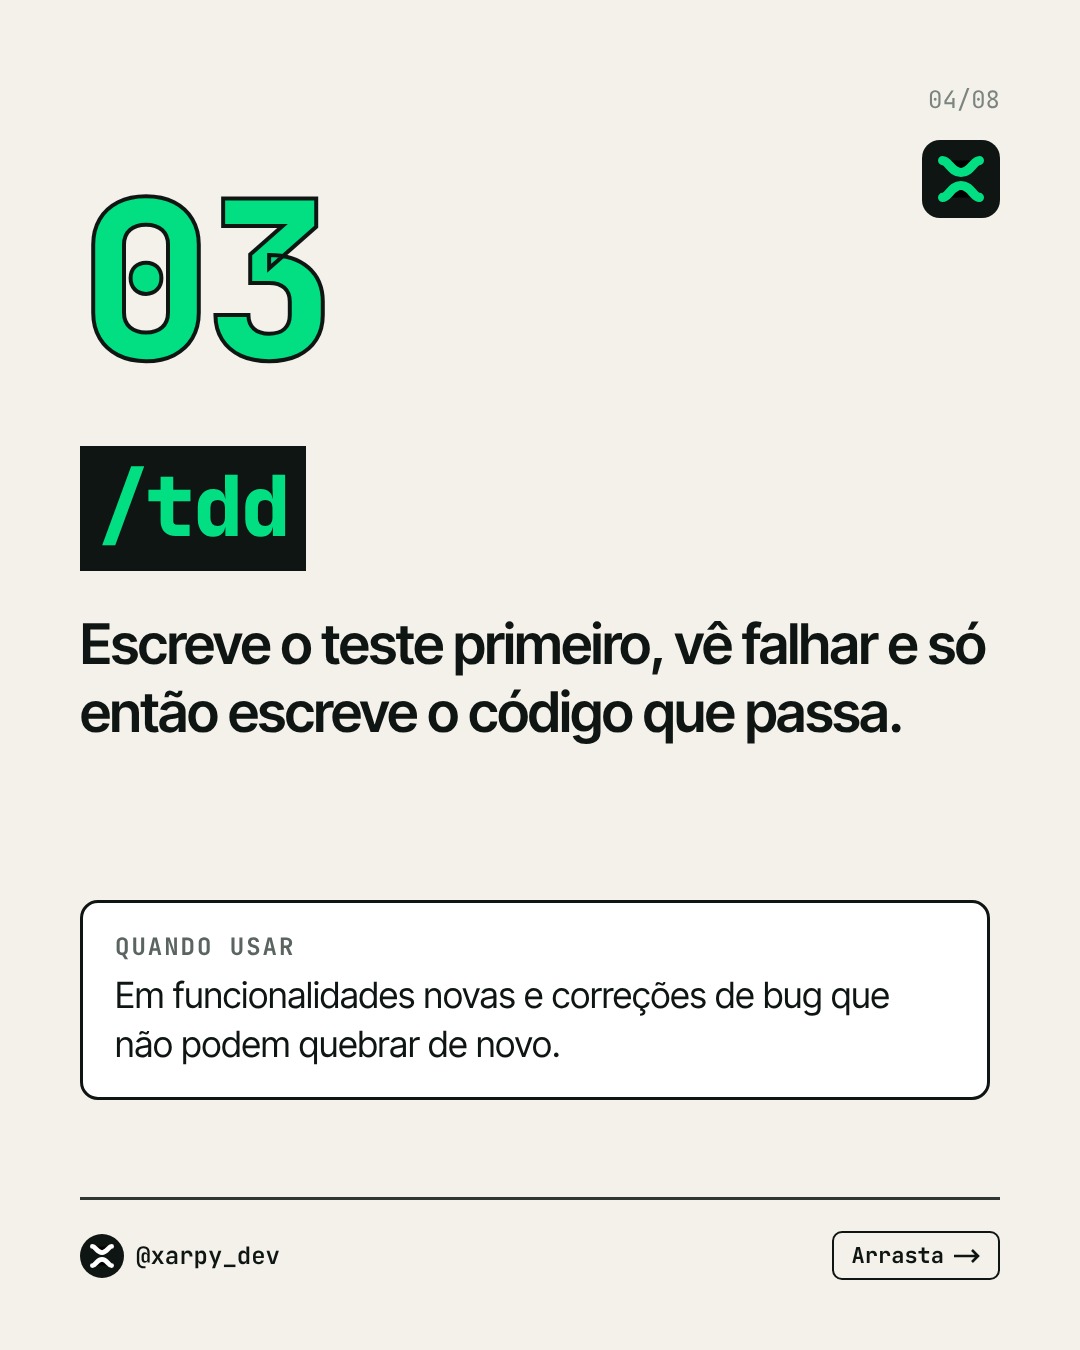 04/08
03
/tdd
Escreve o teste primeiro, vê falhar e só
então escreve o código que passa.
QUANDO USAR
Em funcionalidades novas e correções de bug que
não podem quebrar de novo.
@xarpy_dev
Arrasta →